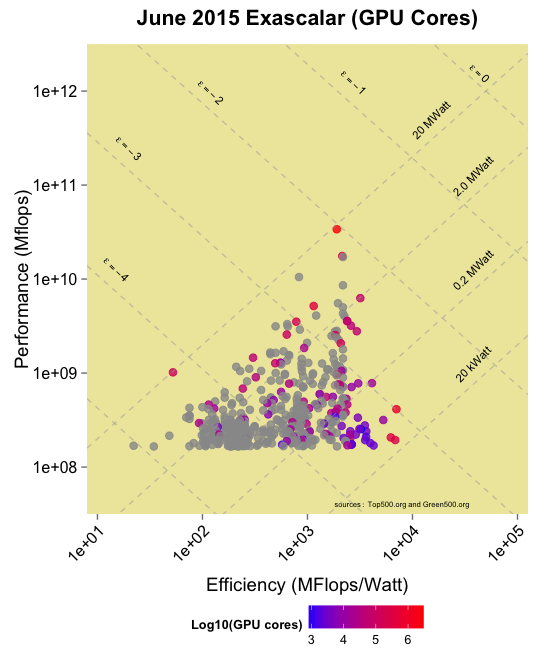 June 2015 Exascalar (GPU Cores)
ε = 0
ε = −1
ε = −2
20 MWatt
ε = −3
2.0 MWatt
ε = −4
0.2 MWatt
20 kWatt
1e+12
1e+11
1e+10
1e+09
1e+08
Performance (Mflops)
sources : Top500.org and Green500.org
1e+01 1e+02 1e+03 1e+04 1e+05
Efficiency (MFlops/Watt)
Log10(GPU cores)
3 4 5 6